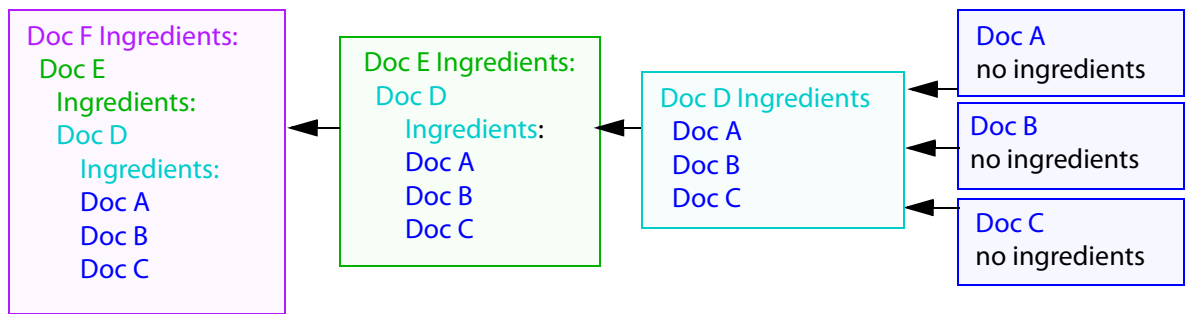 Doc F Ingredients:
Doc E
Ingredients:
Doc D
Ingredients:
Doc A
Doc B
Doc C
Doc E Ingredients:
Doc D
Ingredients:
Doc A
Doc B
Doc C
Doc D Ingredients
Doc A
Doc B
Doc C
Doc A
no ingredients
Doc B
no ingredients
Doc C
no ingredients